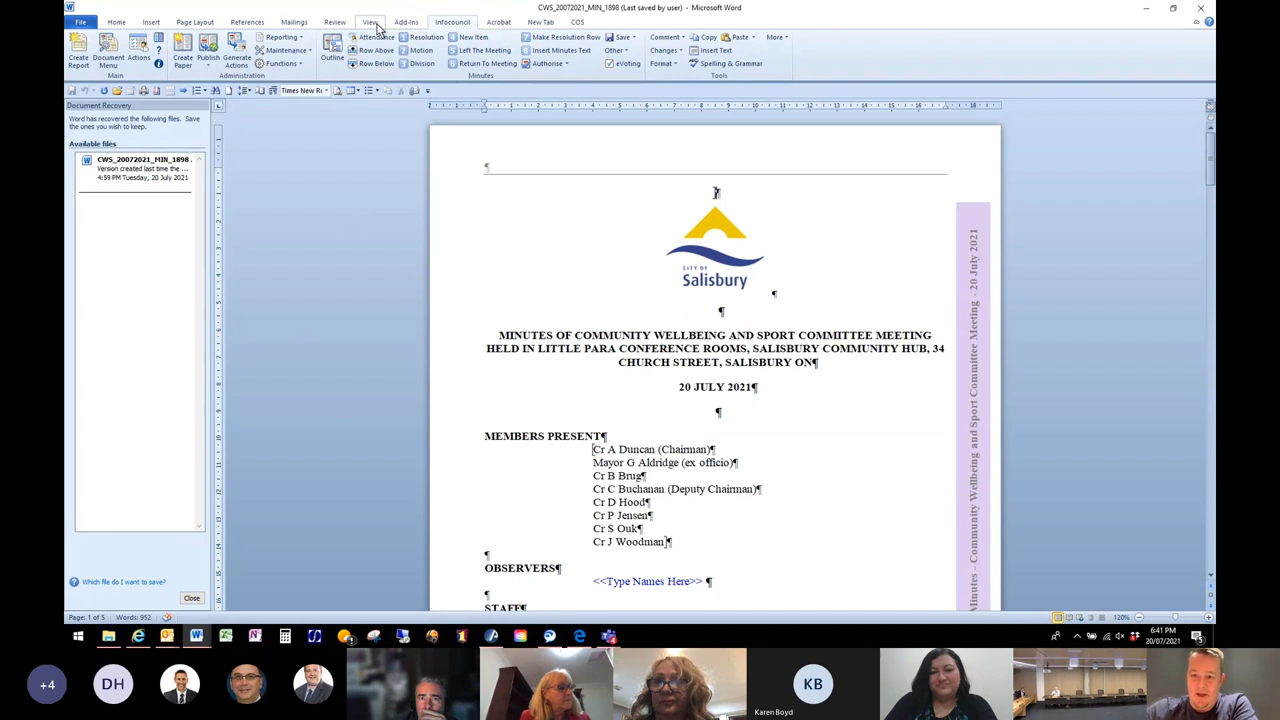 CWS_20072021_MIN_1898 (Last saved by user) - Microsoft Word
File Home Insert Page Layout References Mailings Review View Add-Ins Infocouncil Acrobat New Tab COS
Create Report
Document Menu
Actions
Main
Create Paper
Publish
Generate Actions
Reporting
Maintenance
Functions
Administration
Outline
Attendance
Row Above
Row Below
Resolution
Motion
Division
New Item
Left The Meeting
Return To Meeting
Make Resolution Row
Insert Minutes Text
Authorise
Save
Other
eVoting
Minutes
Comment
Changes
Format
Copy
Paste
More
Insert Text
Spelling & Grammar
Tools
Times New R
Document Recovery
Word has recovered the following files. Save
the ones you wish to keep.
Available files
CWS_20072021_MIN_1898 .
Version created last time the ...
4:59 PM Tuesday, 20 July 2021
Which file do I want to save?
Close
CITY OF
Salisbury
MINUTES OF COMMUNITY WELLBEING AND SPORT COMMITTEE MEETING
HELD IN LITTLE PARA CONFERENCE ROOMS, SALISBURY COMMUNITY HUB, 34
CHURCH STREET, SALISBURY ON¶
20 JULY 2021¶
MEMBERS PRESENT¶
Cr A Duncan (Chairman)¶
Mayor G Aldridge (ex officio)¶
Cr B Brug¶
Cr C Buchanan (Deputy Chairman)¶
Cr D Hood¶
Cr P Jensen¶
Cr S Ouk¶
Cr J Woodman¶
OBSERVERS¶
<<Type Names Here>> ¶
STAFF¶
Minutes - Community Wellbeing and Sport Committee Meeting - 20 July 2021
Page: 1 of 5 Words: 952
120%
6:41 PM
20/07/2021
+4
DH
KB
Karen Boyd